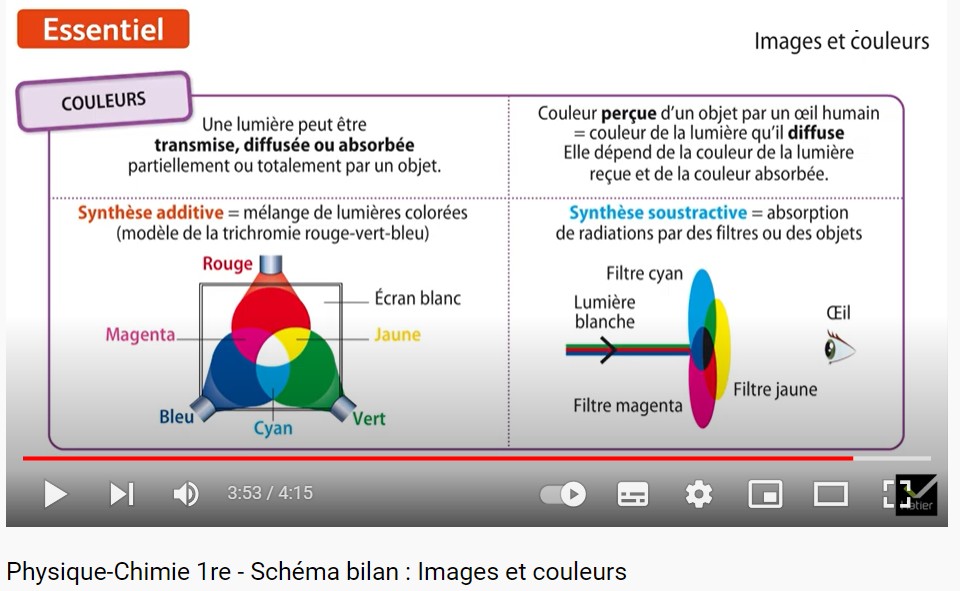 Essentiel
Images et couleurs
COULEURS
Une lumière peut être
transmise, diffusée ou absorbée
partiellement ou totalement par un objet.
Couleur perçue d'un objet par un œil humain
= couleur de la lumière qu'il diffuse
Elle dépend de la couleur de la lumière
reçue et de la couleur absorbée.
Synthèse additive = mélange de lumières colorées
(modèle de la trichromie rouge-vert-bleu)
Rouge
Écran blanc
Magenta
Jaune
Bleu
Cyan
Vert
Synthèse soustractive = absorption
de radiations par des filtres ou des objets
Filtre cyan
Lumière
blanche
Œil
Filtre jaune
Filtre magenta
3:53 / 4:15
Physique-Chimie 1re - Schéma bilan : Images et couleurs